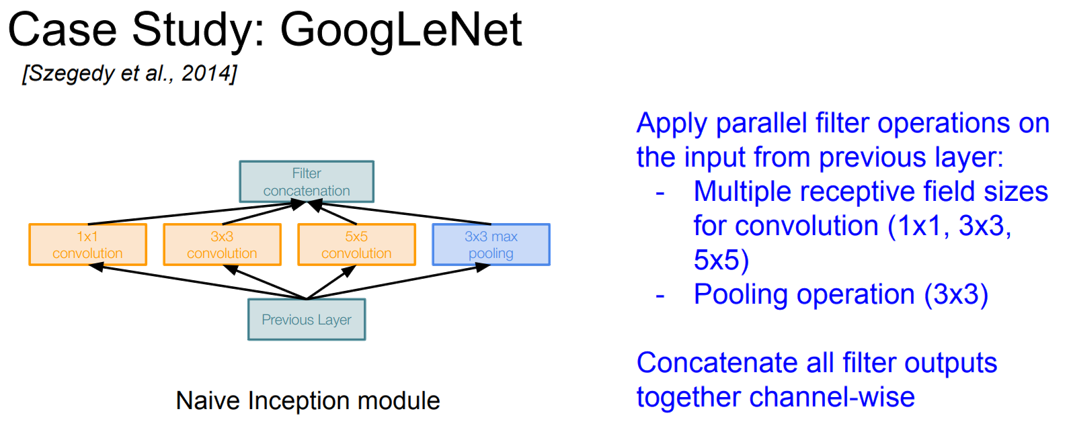 Case Study: GoogLeNet
[Szegedy et al., 2014]
Filter
concatenation
1x1
convolution
3x3
convolution
5x5
convolution
3x3 max
pooling
Previous Layer
Naive Inception module
Apply parallel filter operations on
the input from previous layer:
- Multiple receptive field sizes
for convolution (1x1, 3x3,
5x5)
- Pooling operation (3x3)
Concatenate all filter outputs
together channel-wise